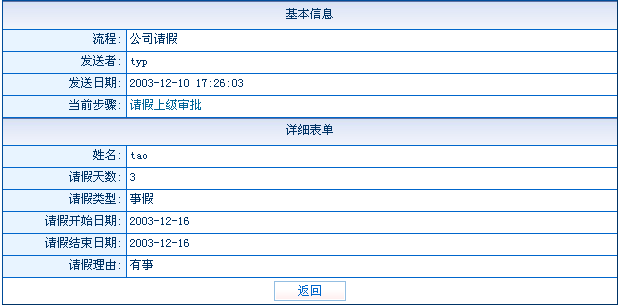 基本信息
流程: 公司请假
发送者: typ
发送日期: 2003-12-10 17:26:03
当前步骤: 请假上级审批
详细表单
姓名: tao
请假天数: 3
请假类型: 事假
请假开始日期: 2003-12-16
请假结束日期: 2003-12-16
请假理由: 有事
返回